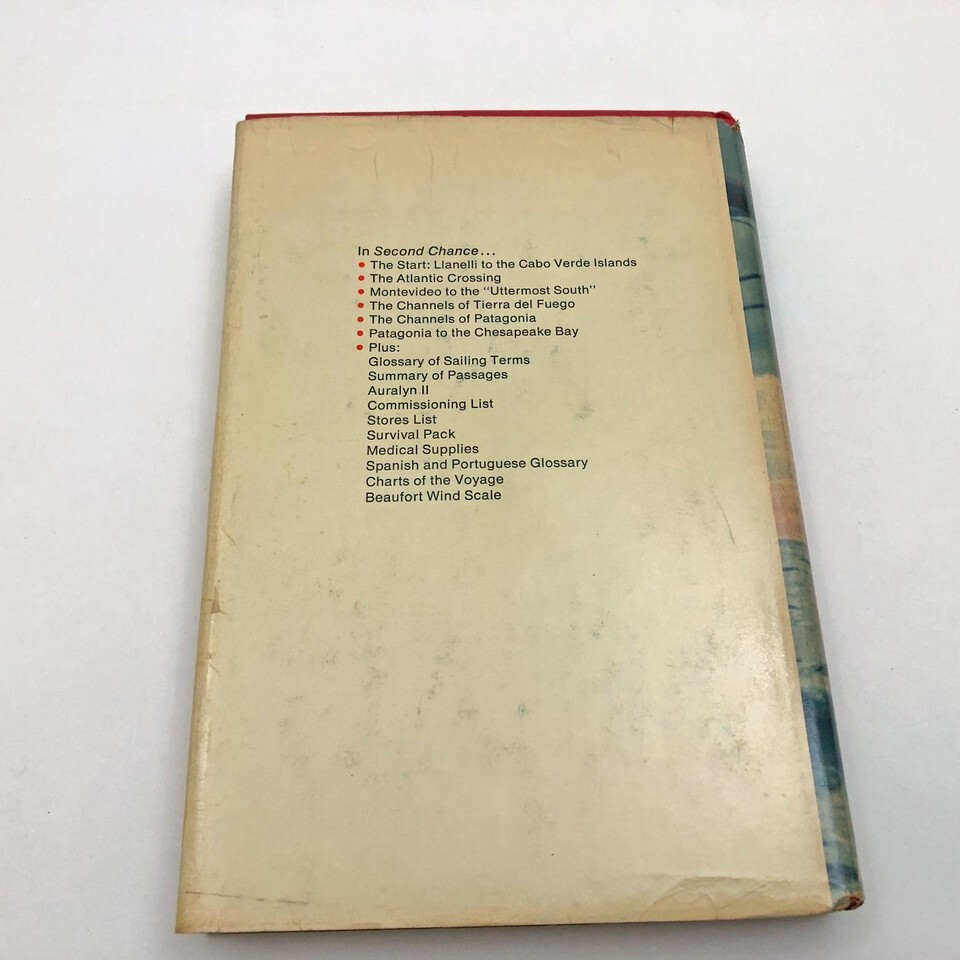 In Second Chance...
• The Start: Llanelli to the Cabo Verde Islands
• The Atlantic Crossing
• Montevideo to the "Uttermost South"
• The Channels of Tierra del Fuego
• The Channels of Patagonia
• Patagonia to the Chesapeake Bay
• Plus:
Glossary of Sailing Terms
Summary of Passages
Auralyn II
Commissioning List
Stores List
Survival Pack
Medical Supplies
Spanish and Portuguese Glossary
Charts of the Voyage
Beaufort Wind Scale